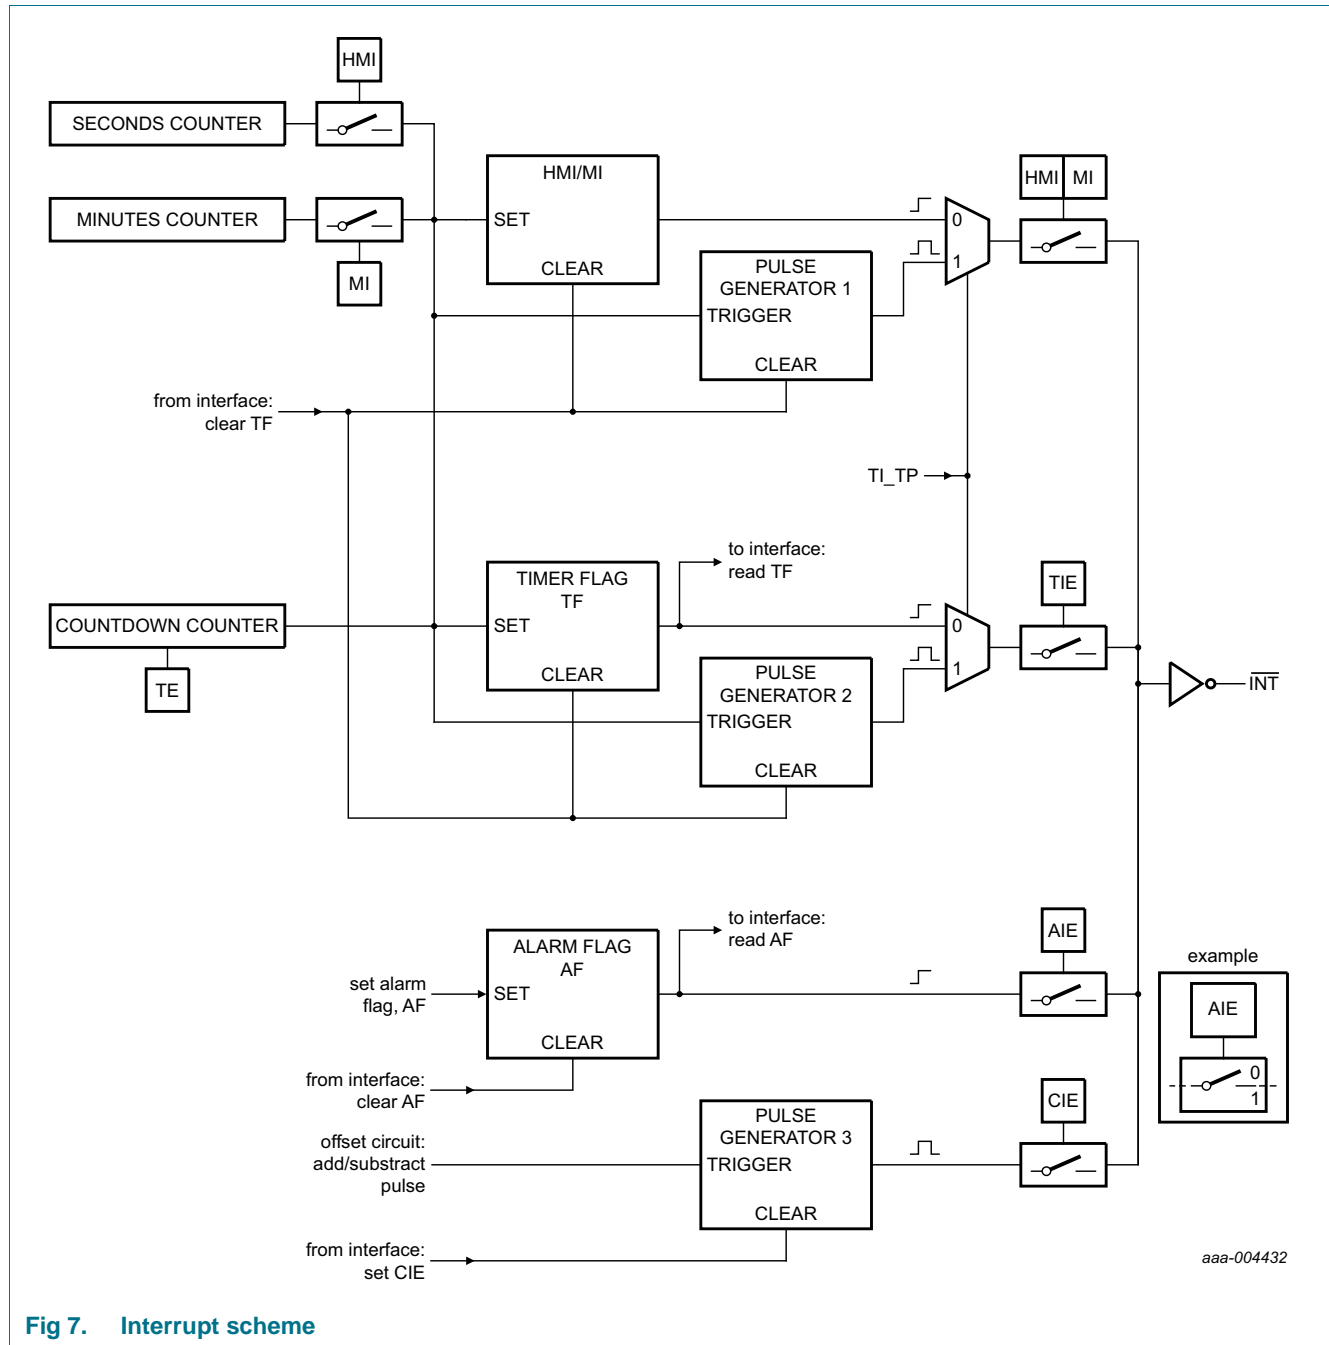 HMI
SECONDS COUNTER
MINUTES COUNTER
MI
HMI/MI
SET
CLEAR
PULSE
GENERATOR 1
TRIGGER
CLEAR
0
1
HMI MI
from interface:
clear TF
TI_TP
COUNTDOWN COUNTER
TE
TIMER FLAG
TF
SET
CLEAR
to interface:
read TF
PULSE
GENERATOR 2
TRIGGER
CLEAR
0
1
TIE
INT
set alarm
flag, AF
ALARM FLAG
AF
SET
CLEAR
to interface:
read AF
AIE
from interface:
clear AF
offset circuit:
add/substract
pulse
PULSE
GENERATOR 3
TRIGGER
CLEAR
CIE
from interface:
set CIE
example
AIE
0
1
aaa-004432
Fig 7. Interrupt scheme